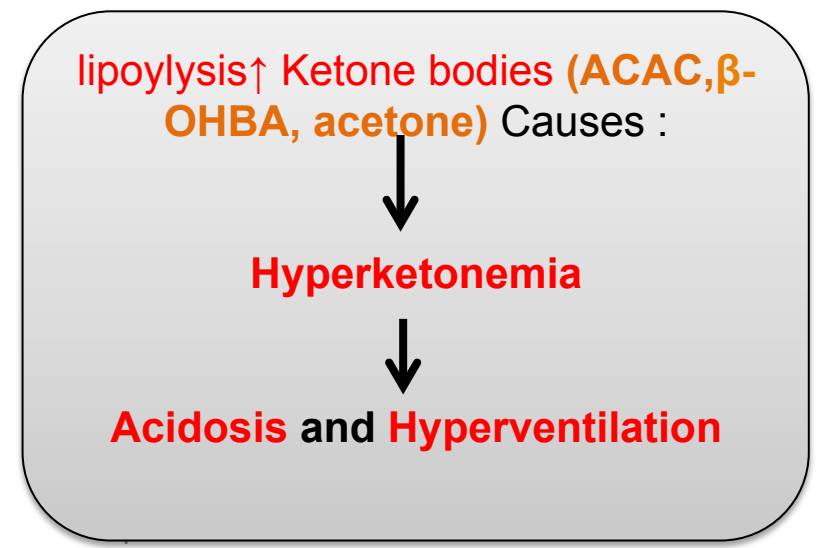 lipoylysis↑ Ketone bodies (ACAC,β-
OHBA, acetone) Causes :
Hyperketonemia
Acidosis and Hyperventilation